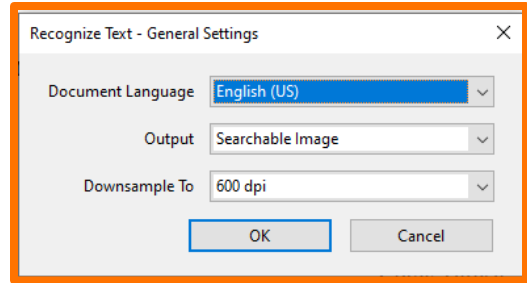 Recognize Text - General Settings
Document Language English (US)
Output Searchable Image
Downsample To 600 dpi
OK Cancel